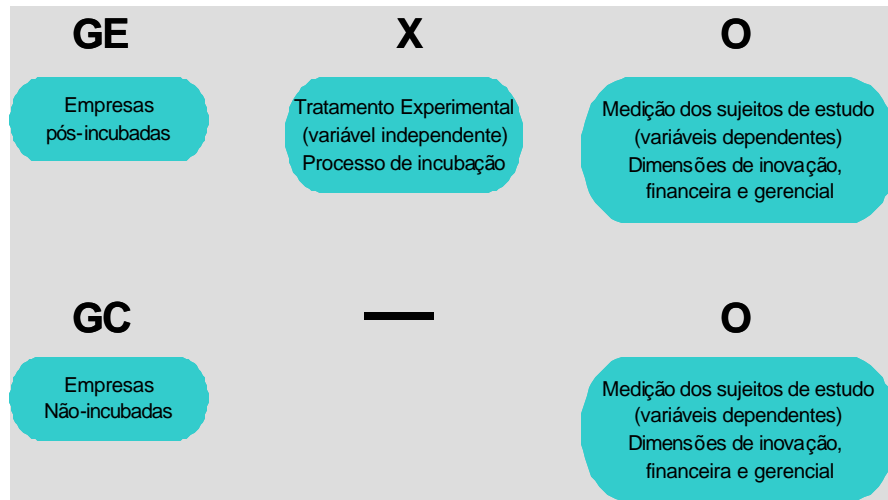 GE X O
Empresas
pós-incubadas
Tratamento Experimental
(variável independente)
Processo de incubação
Medição dos sujeitos de estudo
(variáveis dependentes)
Dimensões de inovação,
financeira e gerencial
GC — O
Empresas
Não-incubadas
Medição dos sujeitos de estudo
(variáveis dependentes)
Dimensões de inovação,
financeira e gerencial